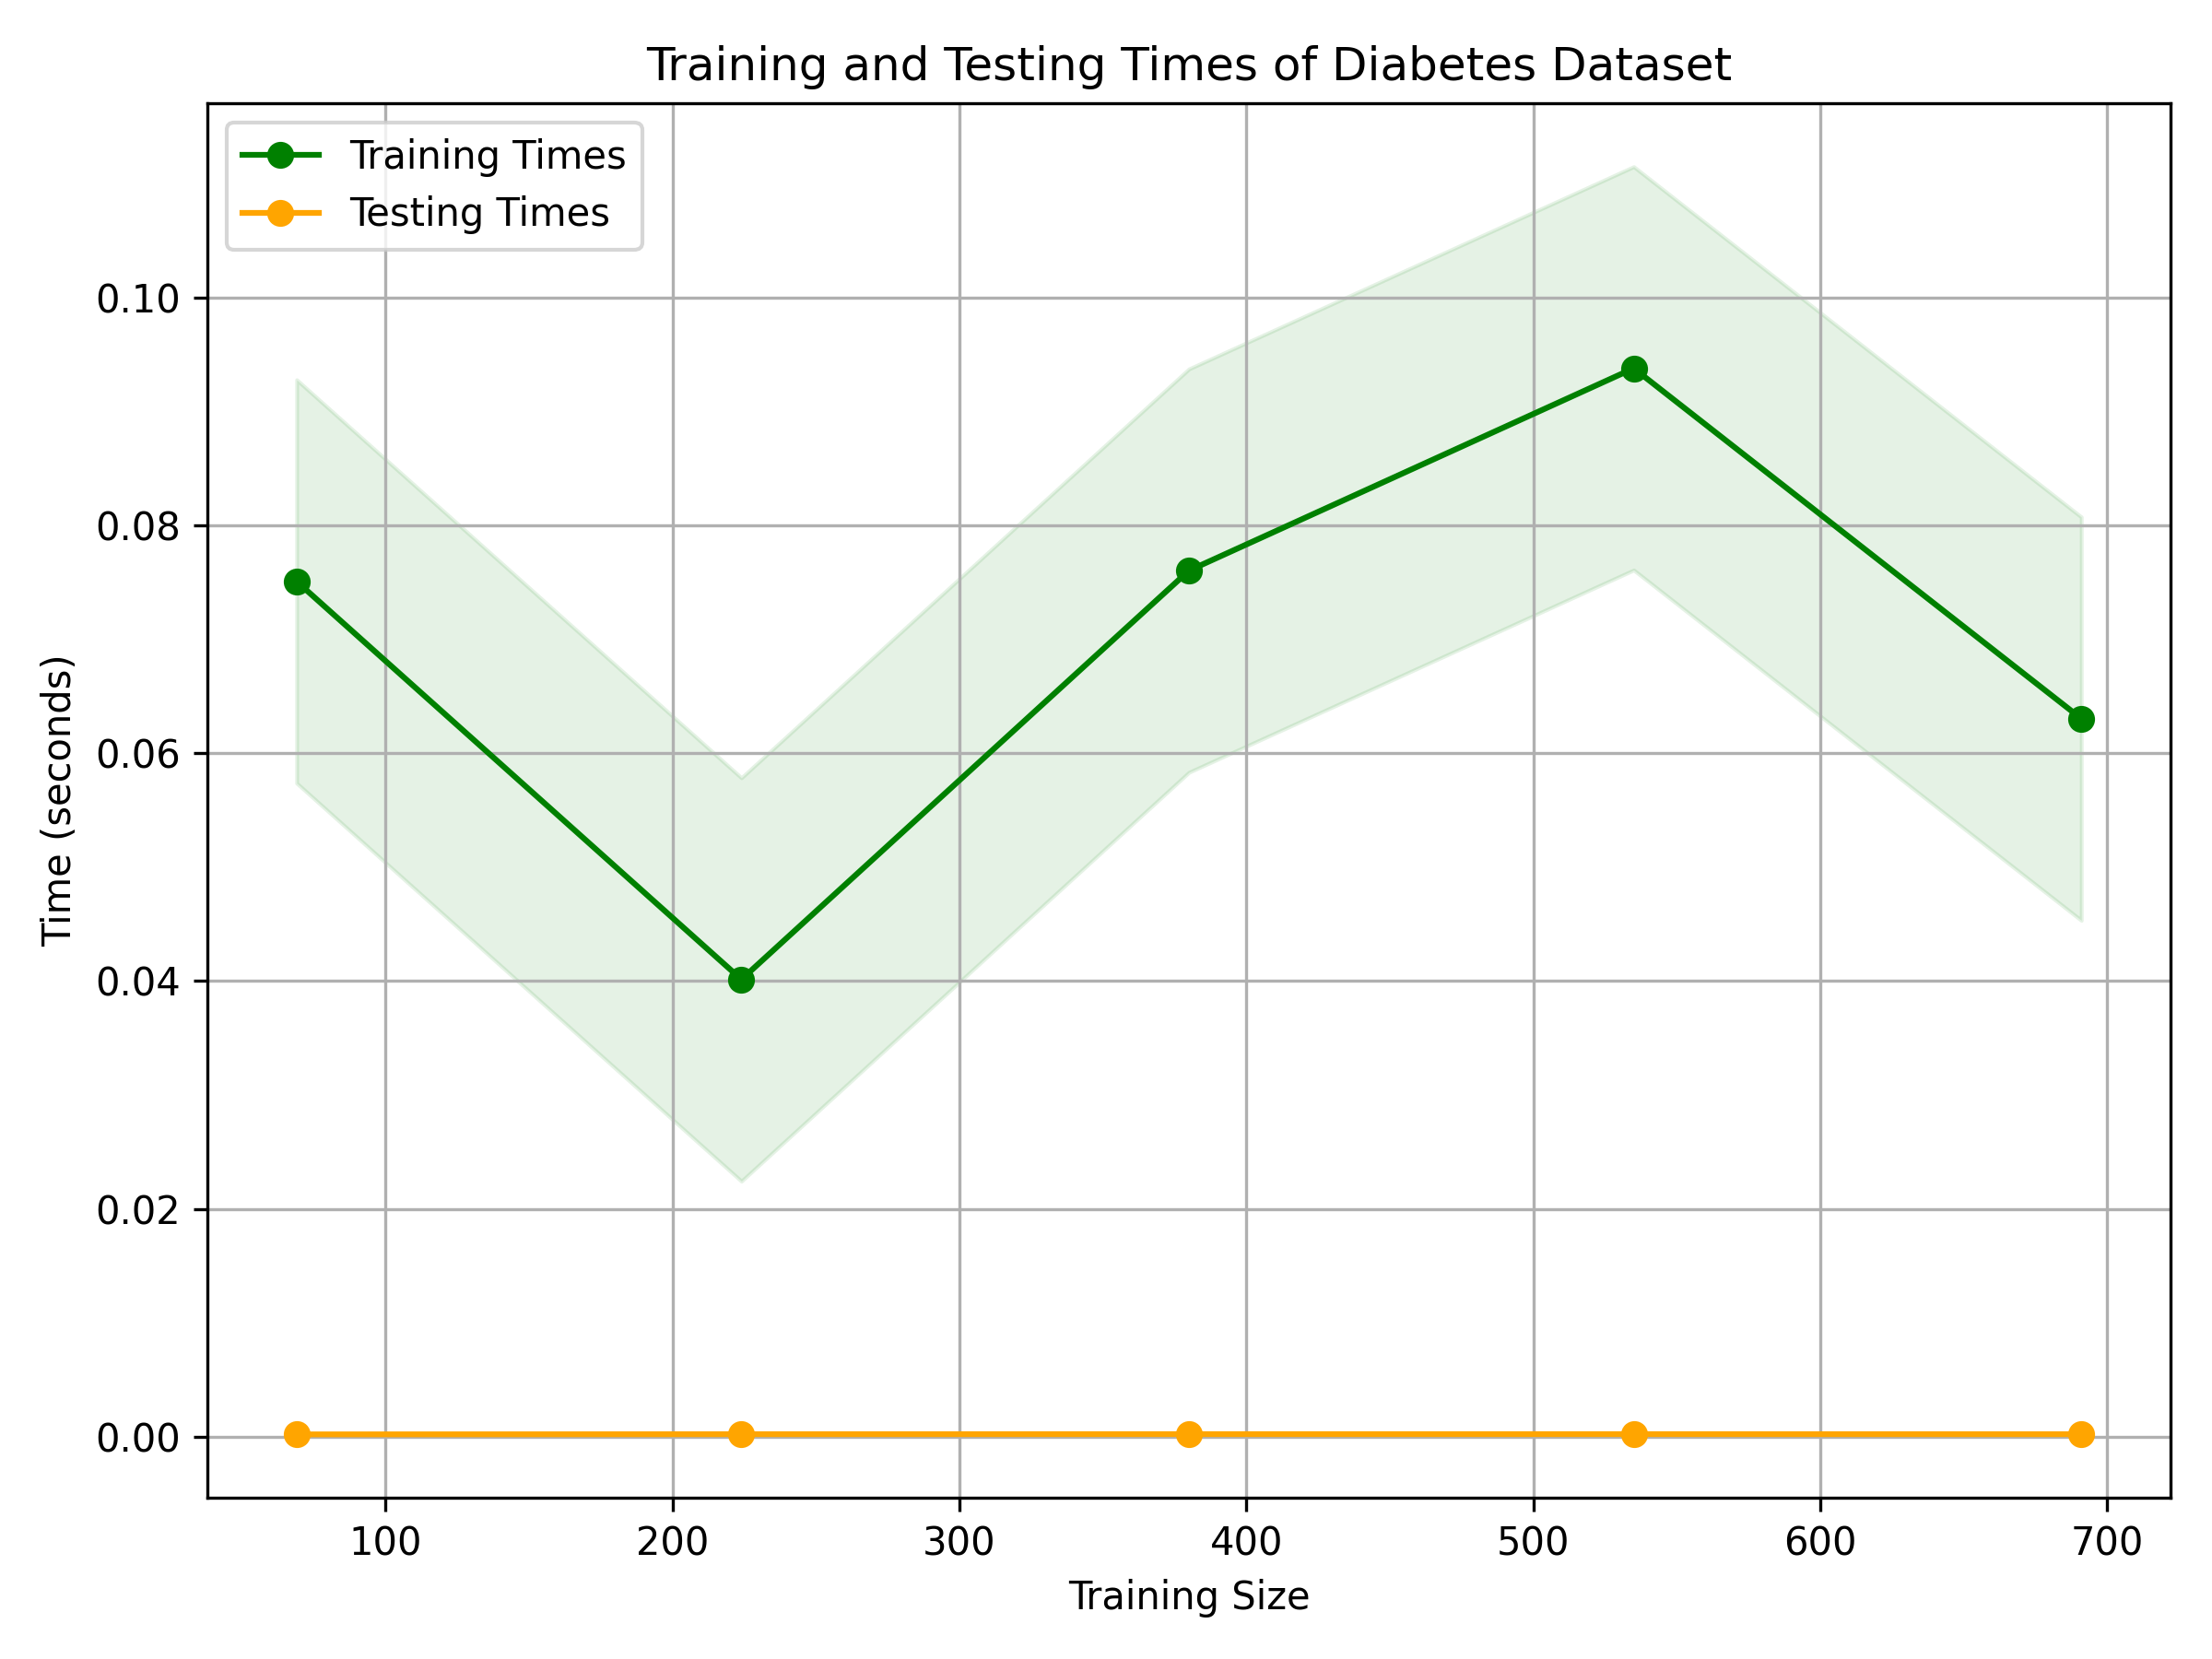 Training and Testing Times of Diabetes Dataset
Training Times
Testing Times
Time (seconds)
0.10
0.08
0.06
0.04
0.02
0.00
100 200 300 400 500 600 700
Training Size